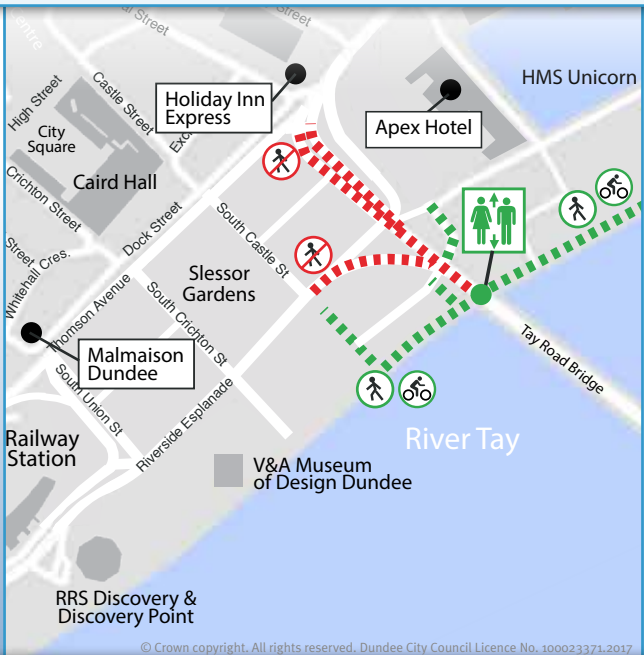 HMS Unicorn
Holiday Inn
Express
Apex Hotel
High Street
Castle Street
City
Square
Caird Hall
Crichton Street
Dock Street
South Castle St
Whitehall Cres.
Slessor
Gardens
Thomson Avenue
South Crichton St
Malmaison
Dundee
South Union St
Riverside Esplanade
Tay Road Bridge
River Tay
Railway
Station
V&A Museum
of Design Dundee
RRS Discovery &
Discovery Point
© Crown copyright. All rights reserved. Dundee City Council Licence No. 100023371.2017